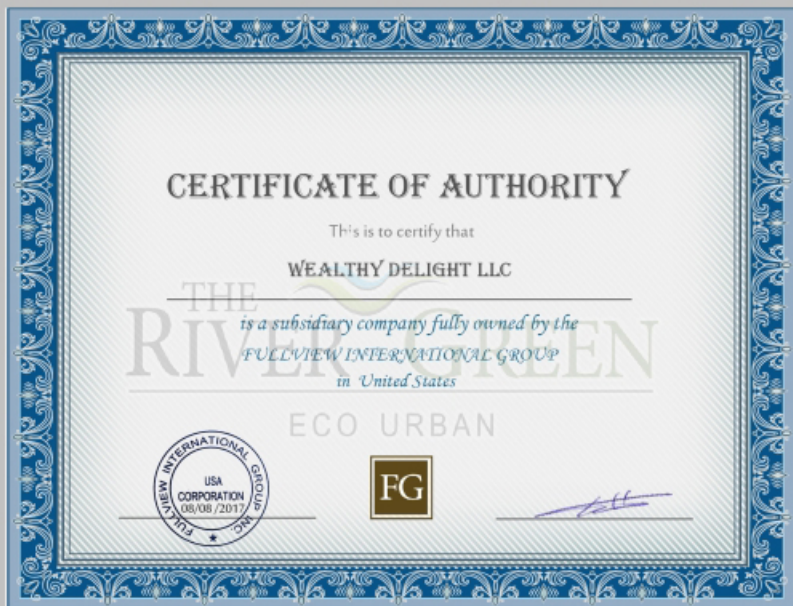 CERTIFICATE OF AUTHORITY
This is to certify that
WEALTHY DELIGHT LLC
THE
RIVER GREEN
is a subsidiary company fully owned by the
FULLVIEW INTERNATIONAL GROUP
in United States
ECO URBAN
FULLVIEW INTERNATIONAL GROUP INC.
USA
CORPORATION
08/08/2017
FG